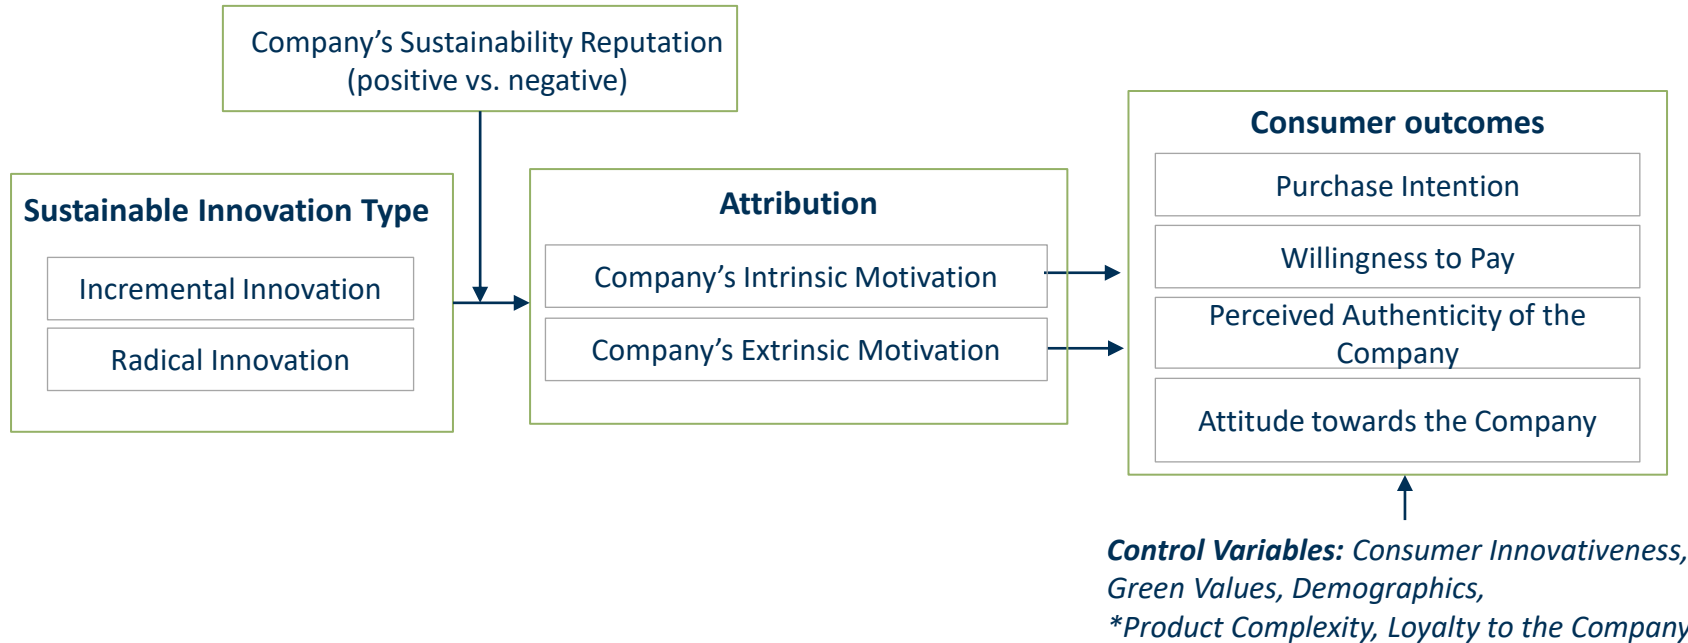 Company’s Sustainability Reputation
(positive vs. negative)
Sustainable Innovation Type
Incremental Innovation
Radical Innovation
Attribution
Company’s Intrinsic Motivation
Company’s Extrinsic Motivation
Consumer outcomes
Purchase Intention
Willingness to Pay
Perceived Authenticity of the
Company
Attitude towards the Company
Control Variables: Consumer Innovativeness,
Green Values, Demographics,
*Product Complexity, Loyalty to the Company